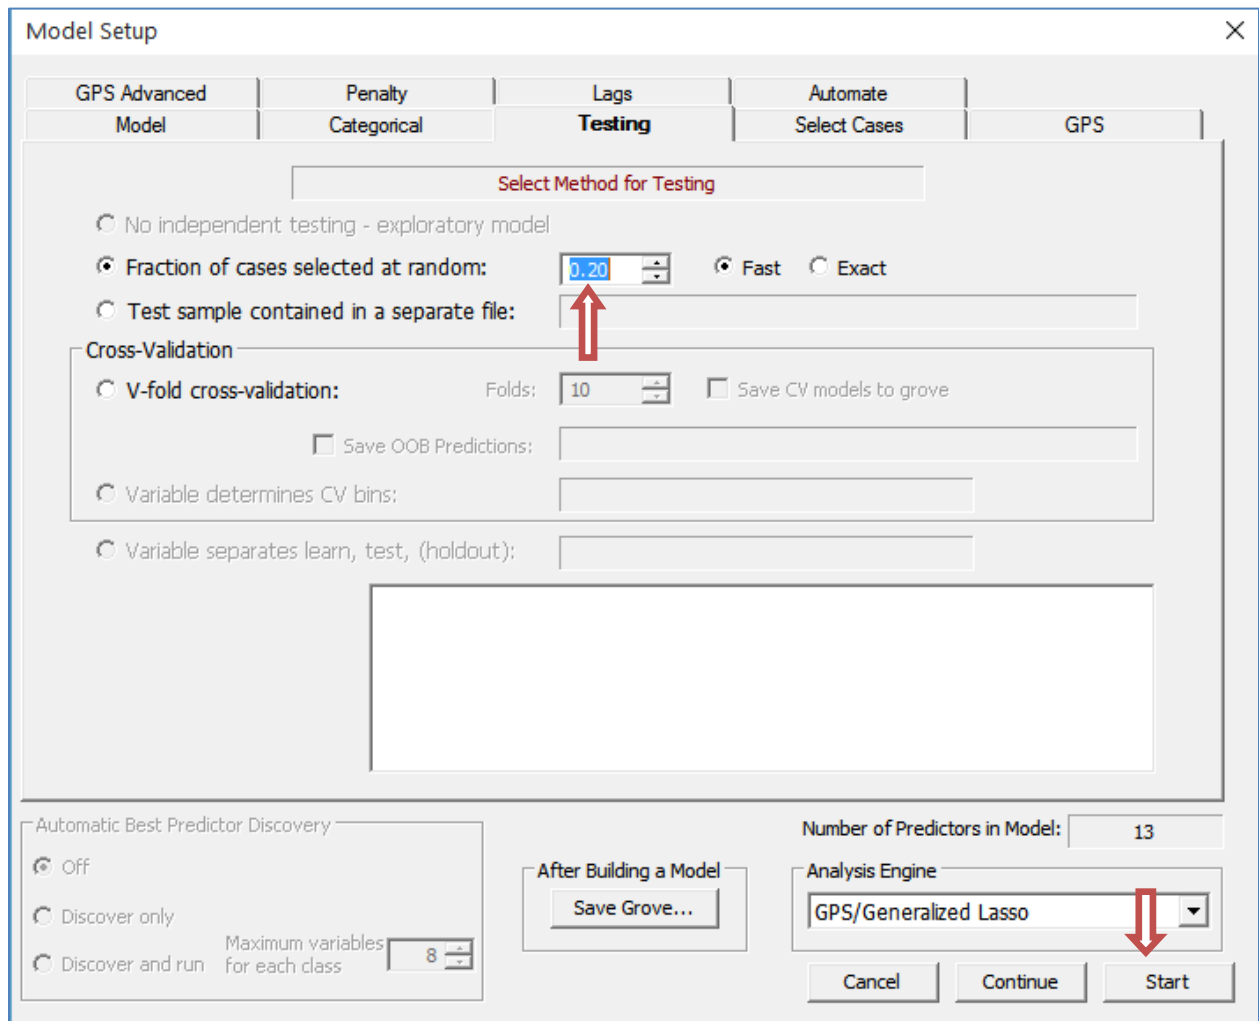 Model Setup
GPS Advanced Penalty Lags Automate
Model Categorical Testing Select Cases GPS
Select Method for Testing
No independent testing - exploratory model
Fraction of cases selected at random: 0.20 Fast Exact
Test sample contained in a separate file:
Cross-Validation
V-fold cross-validation: Folds: 10 Save CV models to grove
Save OOB Predictions:
Variable determines CV bins:
Variable separates learn, test, (holdout):
Automatic Best Predictor Discovery
Off
Discover only
Discover and run
Maximum variables
for each class
8
After Building a Model
Save Grove...
Number of Predictors in Model: 13
Analysis Engine
GPS/Generalized Lasso
Cancel Continue Start